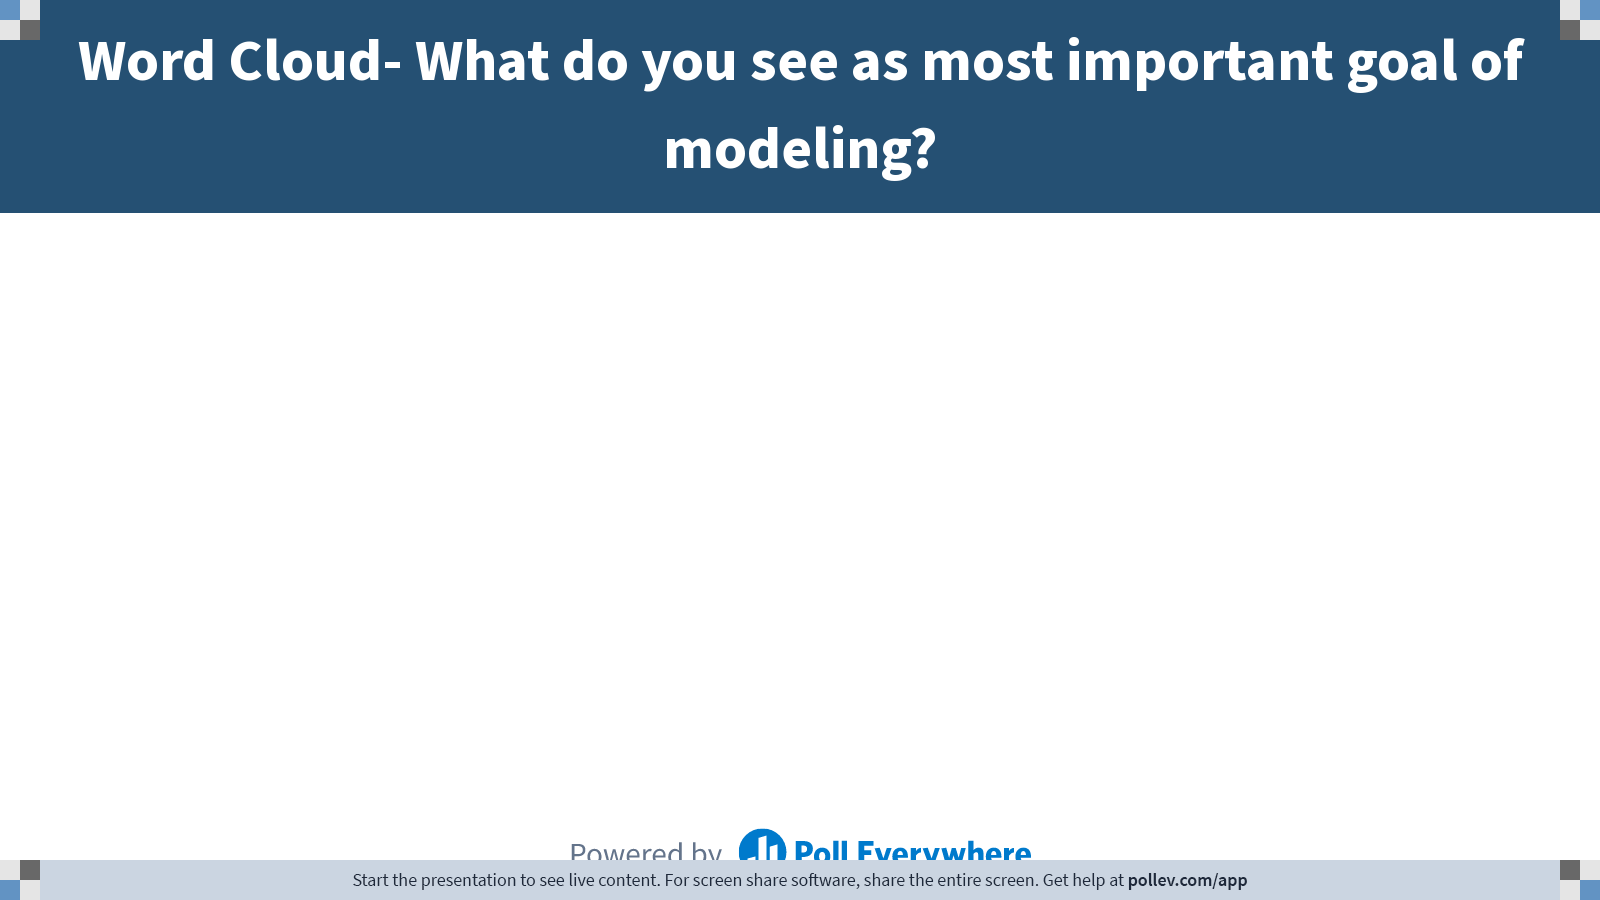 Word Cloud- What do you see as most important goal of
modeling?
Powered by Poll Everywhere
Start the presentation to see live content. For screen share software, share the entire screen. Get help at pollev.com/app